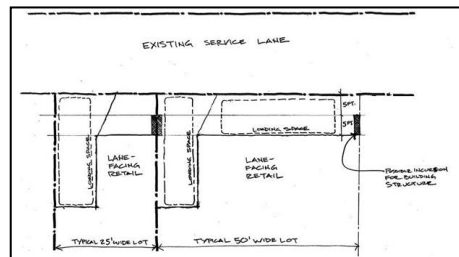 EXISTING SERVICE LANE
5FT.
5FT.
LOADING SPACE
LOADING SPACE
LOADING SPACE
LANE-
FACING
RETAIL
LANE-
FACING
RETAIL
POSSIBLE INCURSION
FOR BUILDING
STRUCTURE
TYPICAL 25' WIDE LOT
TYPICAL 50' WIDE LOT